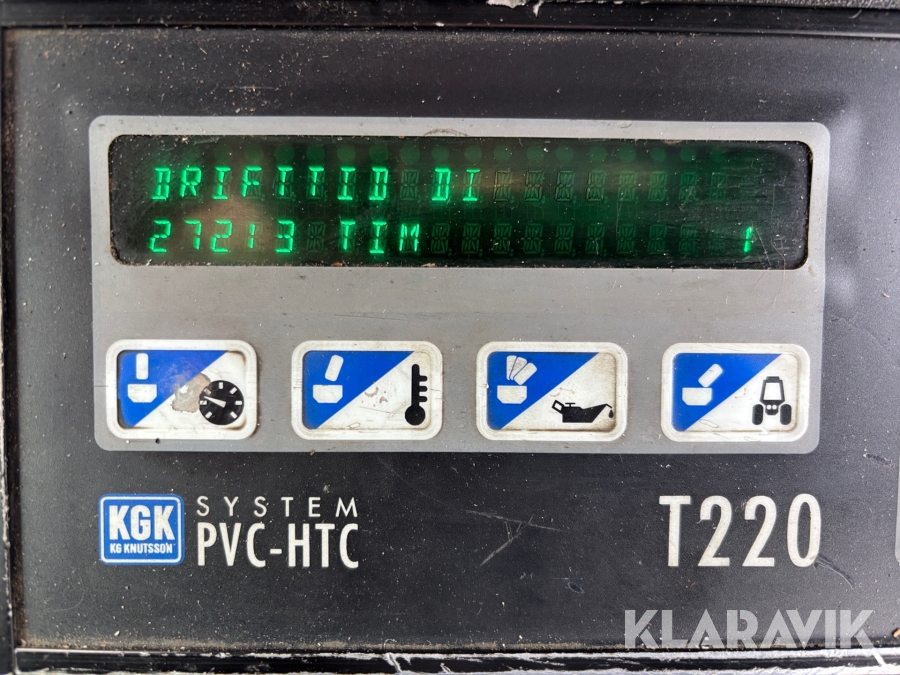 DRIFTTID DI
27213 TIM 1
KGK
KG KNUTSSON
SYSTEM
PVC-HTC
T220
KLARAVIK